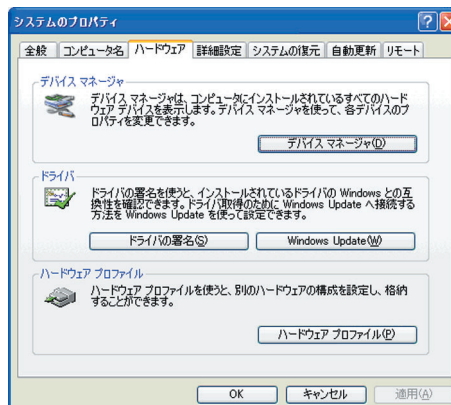 システムのプロパティ
全般 コンピュータ名 ハードウェア 詳細設定 システムの復元 自動更新 リモート
デバイス マネージャ
デバイス マネージャは、コンピュータにインストールされているすべてのハード
ウェア デバイスを表示します。デバイス マネージャを使って、各デバイスのプ
ロパティを変更できます。
デバイス マネージャ(D)
ドライバ
ドライバの署名を使うと、インストールされているドライバの Windows との互
換性を確認できます。ドライバ取得のために Windows Update へ接続する
方法を Windows Update を使って設定できます。
ドライバの署名(S) Windows Update(W)
ハードウェア プロファイル
ハードウェア プロファイルを使うと、別のハードウェアの構成を設定し、格納
することができます。
ハードウェア プロファイル(P)
OK キャンセル 適用(A)